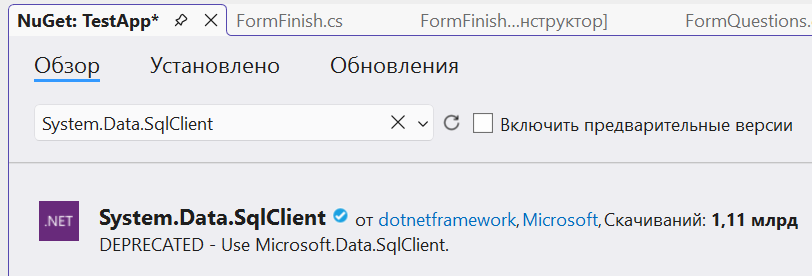 NuGet: TestApp* FormFinish.cs FormFinish...нструктор] FormQuestions.
Обзор Установлено Обновления
System.Data.SqlClient Включить предварительные версии
.NET System.Data.SqlClient от dotnetframework, Microsoft, Скачиваний: 1,11 млрд
DEPRECATED - Use Microsoft.Data.SqlClient.